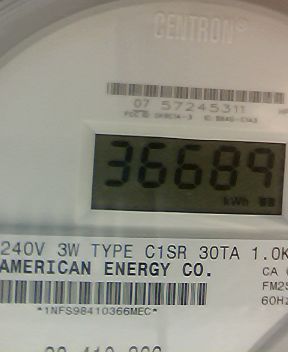 CENTRON®
07 57245311
36689
kWh
240V 3W TYPE C1SR 30TA 1.0K
AMERICAN ENERGY CO.
CA
FM2S
60Hz
*1NFS98410366MEC*